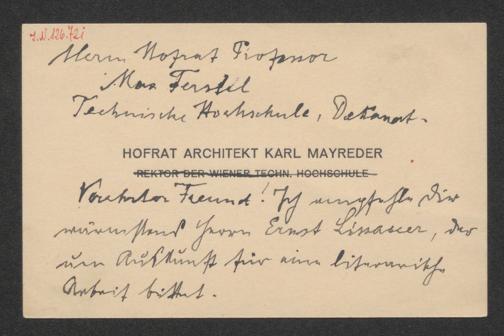 I.N. 126.721
Herrn Hofrat Professor
Max Ferstel
Technische Hochschule, Dekanat.
HOFRAT ARCHITEKT KARL MAYREDER
REKTOR DER WIENER TECHN. HOCHSCHULE
Verehrter Freund! Ich empfehle Dir
wärmstens Herrn Ernst Lissauer, der
um Auskunft für eine literarische
Arbeit bittet.